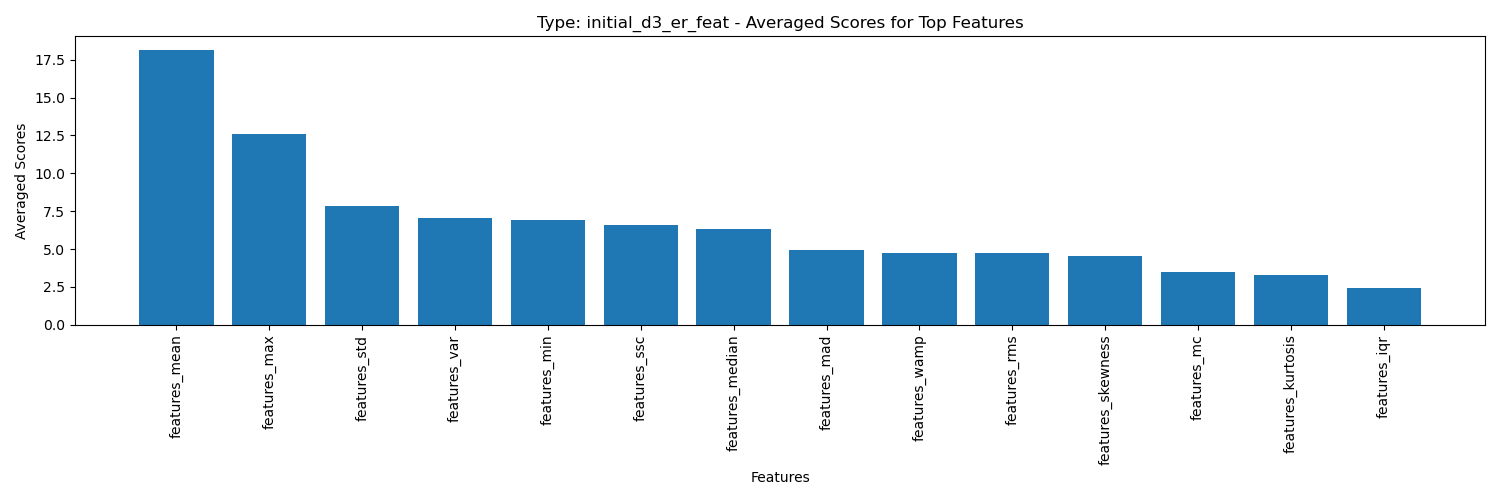 Type: initial_d3_er_feat - Averaged Scores for Top Features
Averaged Scores
17.5
15.0
12.5
10.0
7.5
5.0
2.5
0.0
features_mean
features_max
features_std
features_var
features_min
features_ssc
features_median
features_mad
features_wamp
features_rms
features_skewness
features_mc
features_kurtosis
features_iqr
Features